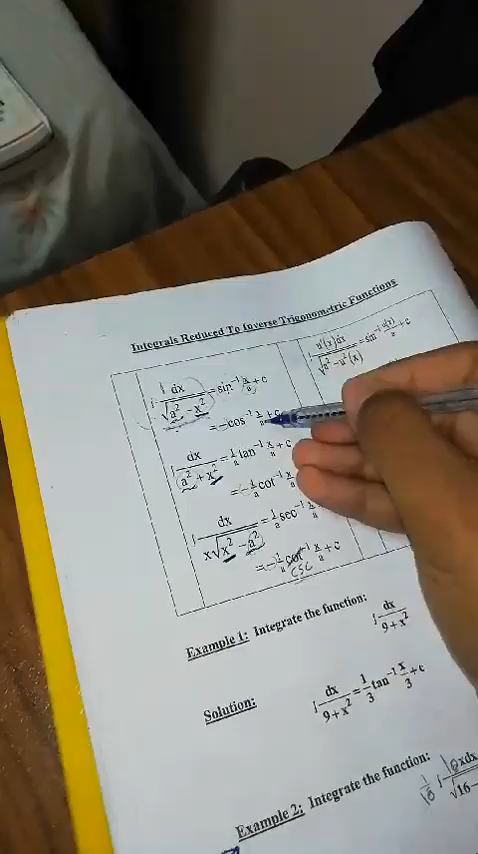 Integrals Reduced To Inverse Trigonometric Functions
∫ dx / √(a² − x²) = sin⁻¹ x/a + c
= −cos⁻¹ x/a + c
∫ dx / (a² + x²) = 1/a tan⁻¹ x/a + c
= −1/a cot⁻¹ x/a
∫ dx / (x√(x² − a²)) = 1/a sec⁻¹ x/a
= −1/a cot⁻¹ x/a + c
csc
∫ u'(x)dx / √(a² − u²(x)) = sin⁻¹ u(x)/a + c
Example 1: Integrate the function: ∫ dx / (9 + x²)
Solution: ∫ dx / (9 + x²) = 1/3 tan⁻¹ x/3 + c
Example 2: Integrate the function: ∫ xdx / √16 −